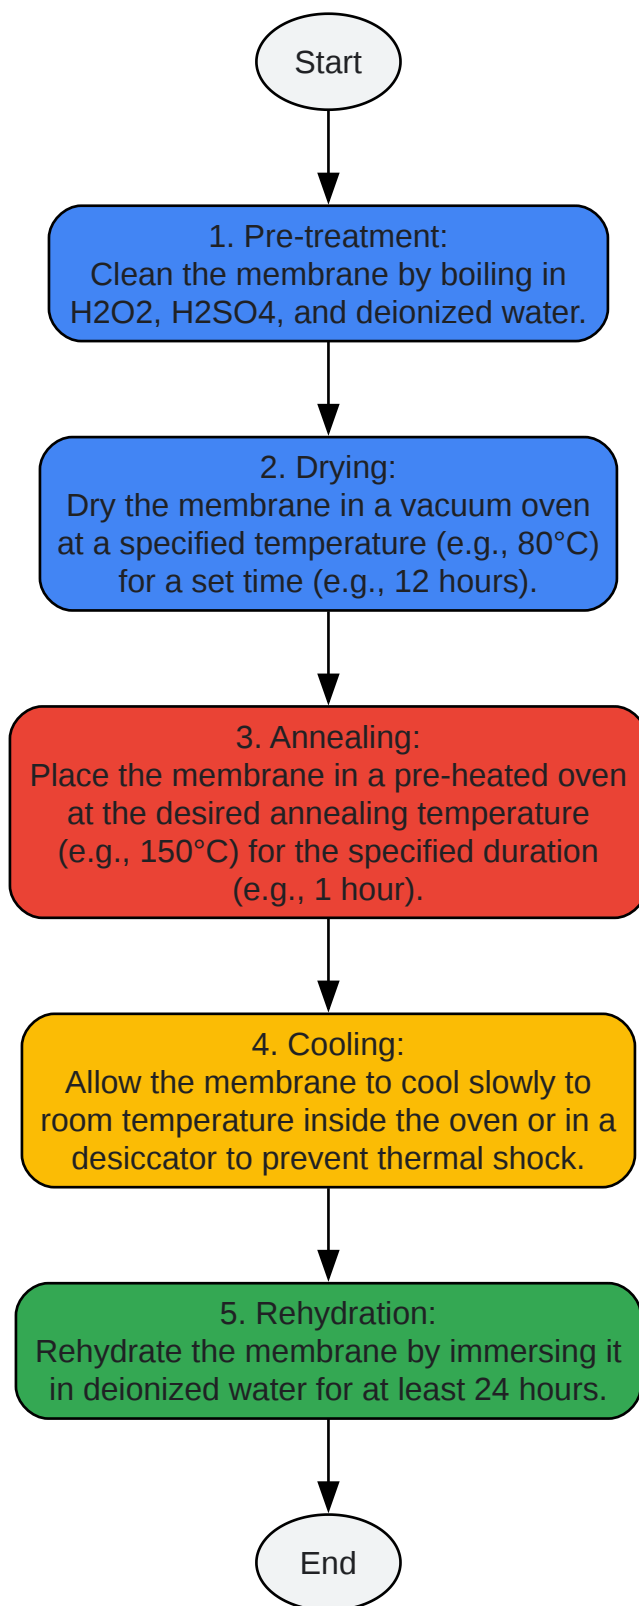 Start
1. Pre-treatment:
Clean the membrane by boiling in
H2O2, H2SO4, and deionized water.
2. Drying:
Dry the membrane in a vacuum oven
at a specified temperature (e.g., 80°C)
for a set time (e.g., 12 hours).
3. Annealing:
Place the membrane in a pre-heated oven
at the desired annealing temperature
(e.g., 150°C) for the specified duration
(e.g., 1 hour).
4. Cooling:
Allow the membrane to cool slowly to
room temperature inside the oven or in a
desiccator to prevent thermal shock.
5. Rehydration:
Rehydrate the membrane by immersing it
in deionized water for at least 24 hours.
End